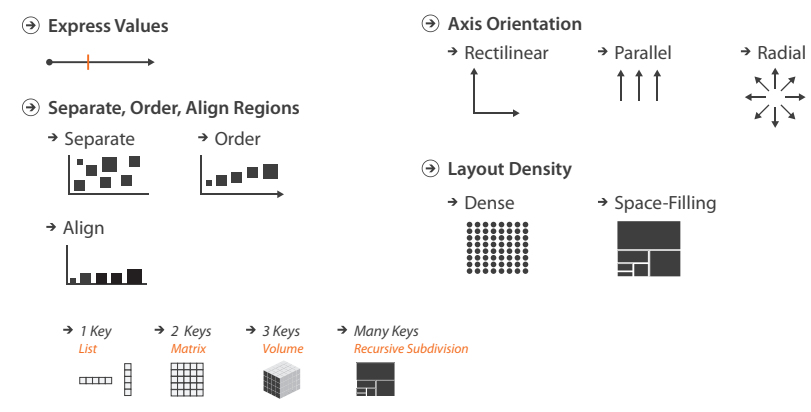 Express Values
Separate, Order, Align Regions
Separate
Order
Align
1 Key
List
2 Keys
Matrix
3 Keys
Volume
Many Keys
Recursive Subdivision
Axis Orientation
Rectilinear
Parallel
Radial
Layout Density
Dense
Space-Filling